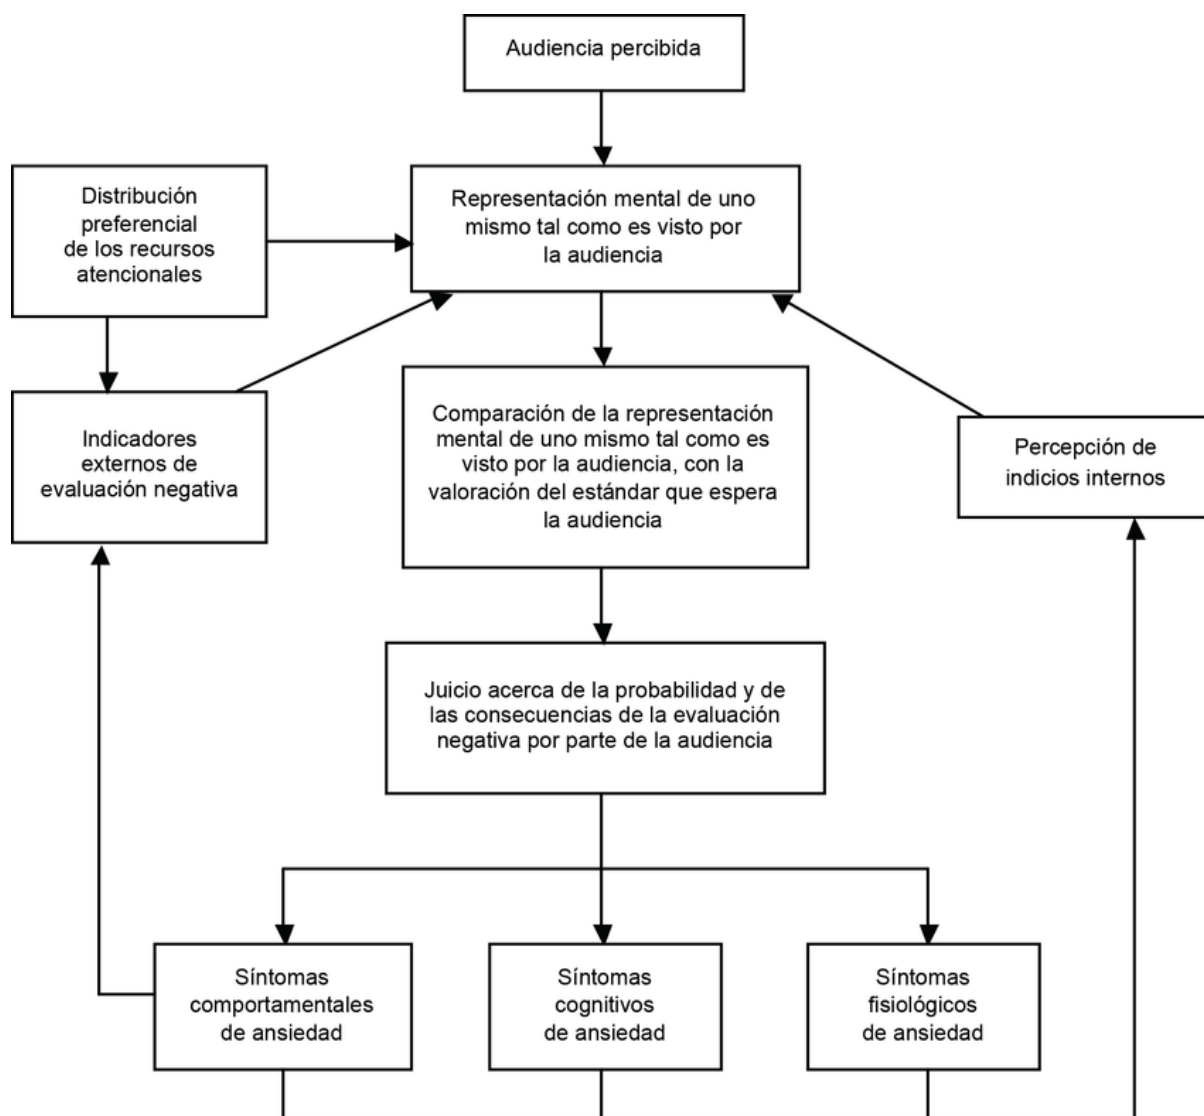 Audiencia percibida
Distribución
preferencial
de los recursos
atencionales
Representación mental de uno
mismo tal como es visto por
la audiencia
Indicadores
externos de
evaluación negativa
Comparación de la representación
mental de uno mismo tal como es
visto por la audiencia, con la
valoración del estándar que espera
la audiencia
Percepción de
indicios internos
Juicio acerca de la probabilidad y de
las consecuencias de la evaluación
negativa por parte de la audiencia
Síntomas
comportamentales
de ansiedad
Síntomas
cognitivos
de ansiedad
Síntomas
fisiológicos
de ansiedad